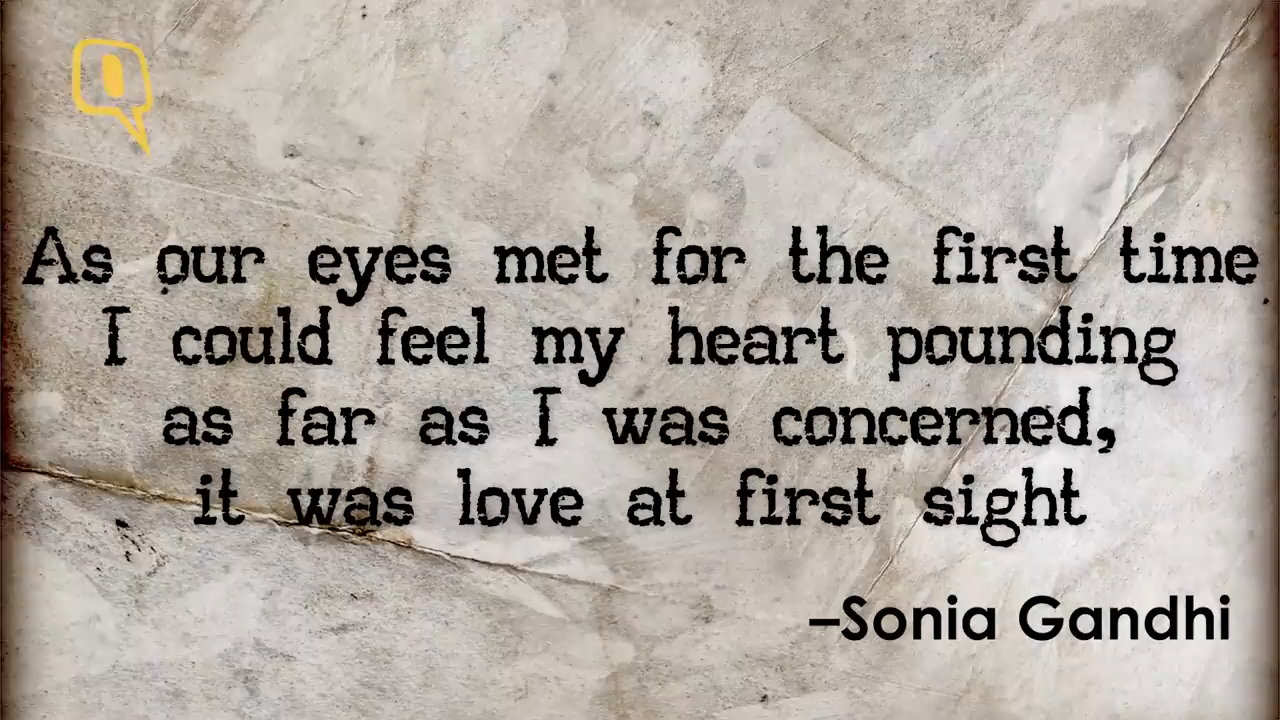 As our eyes met for the first time
I could feel my heart pounding
as far as I was concerned,
it was love at first sight
–Sonia Gandhi